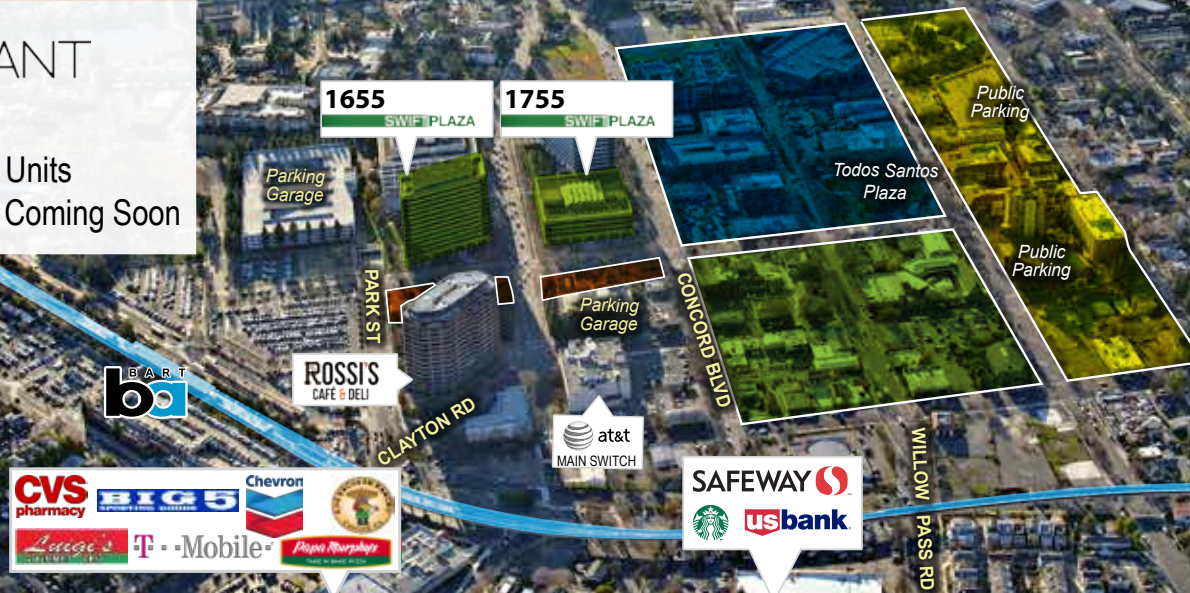 ANT
Units
Coming Soon
1655
SWIFT PLAZA
1755
SWIFT PLAZA
Parking
Garage
Public
Parking
Todos Santos
Plaza
Public
Parking
PARK ST
Parking
Garage
CONCORD BLVD
ROSSI'S
CAFÉ & DELI
BART
ba
CLAYTON RD
at&t
MAIN SWITCH
WILLOW PASS RD
CVS
pharmacy
BIG 5
SPORTING GOODS
Chevron
Luigi's
T··Mobile·
Papa Murphy's
TAKE 'N' BAKE PIZZA
SAFEWAY
usbank